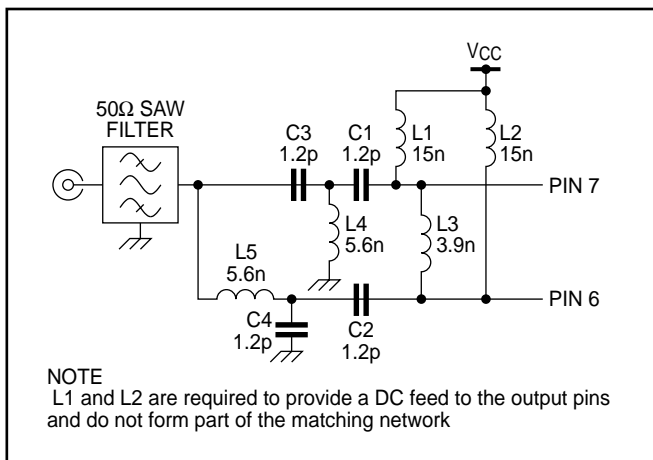 VCC
50Ω SAW
FILTER
C3
1.2p
C1
1.2p
L1
15n
L2
15n
PIN 7
L4
5.6n
L3
3.9n
L5
5.6n
PIN 6
C4
1.2p
C2
1.2p
NOTE
L1 and L2 are required to provide a DC feed to the output pins
and do not form part of the matching network